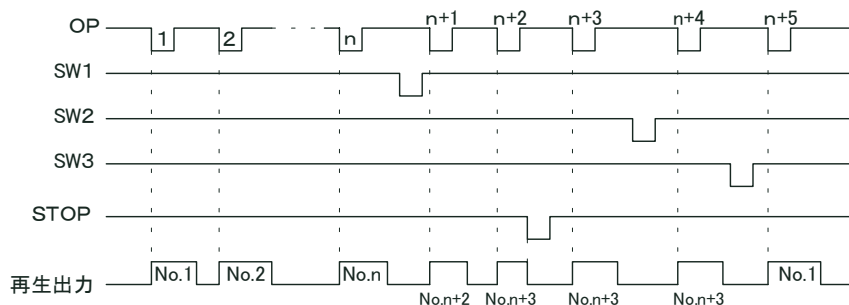 OP 1 2 n n+1 n+2 n+3 n+4 n+5
SW1
SW2
SW3
STOP
再生出力 No.1 No.2 No.n No.n+2 No.n+3 No.n+3 No.n+3 No.1